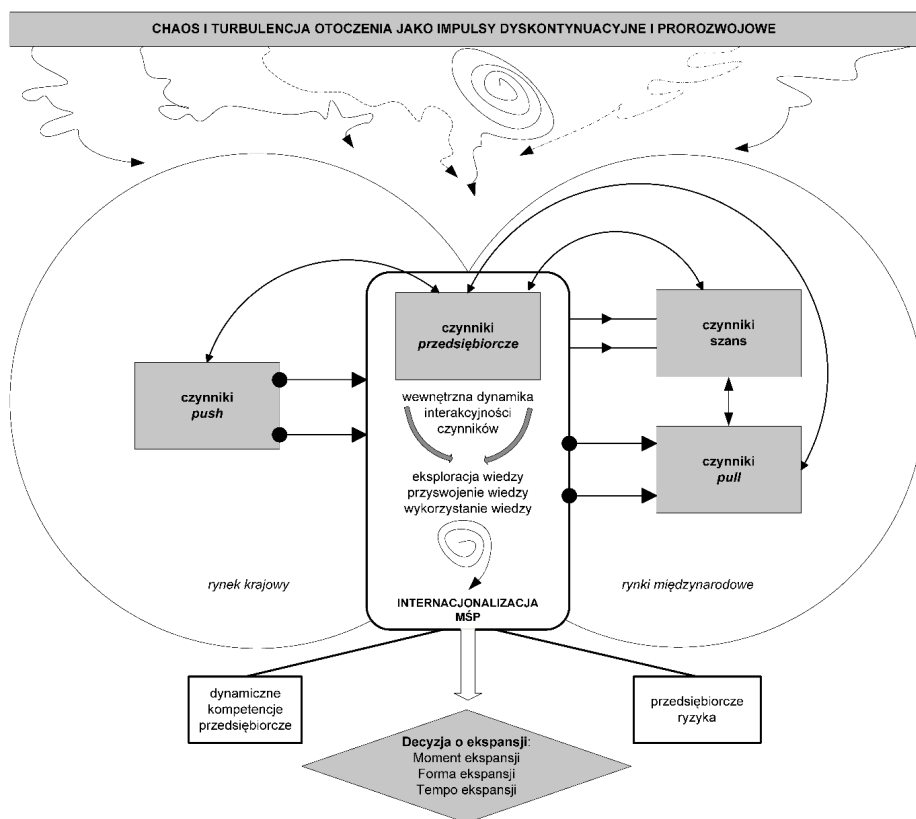 CHAOS I TURBULENCJA OTOCZENIA JAKO IMPULSY DYSKONTYNUACYJNE I PROROZWOJOWE
czynniki
przedsiębiorcze
czynniki
szans
czynniki
push
wewnętrzna dynamika
interakcyjności
czynników
czynniki
pull
eksploracja wiedzy
przyswojenie wiedzy
wykorzystanie wiedzy
rynek krajowy
rynki międzynarodowe
INTERNACJONALIZACJA
MŚP
dynamiczne
kompetencje
przedsiębiorcze
przedsiębiorcze
ryzyka
Decyzja o ekspansji:
Moment ekspansji
Forma ekspansji
Tempo ekspansji